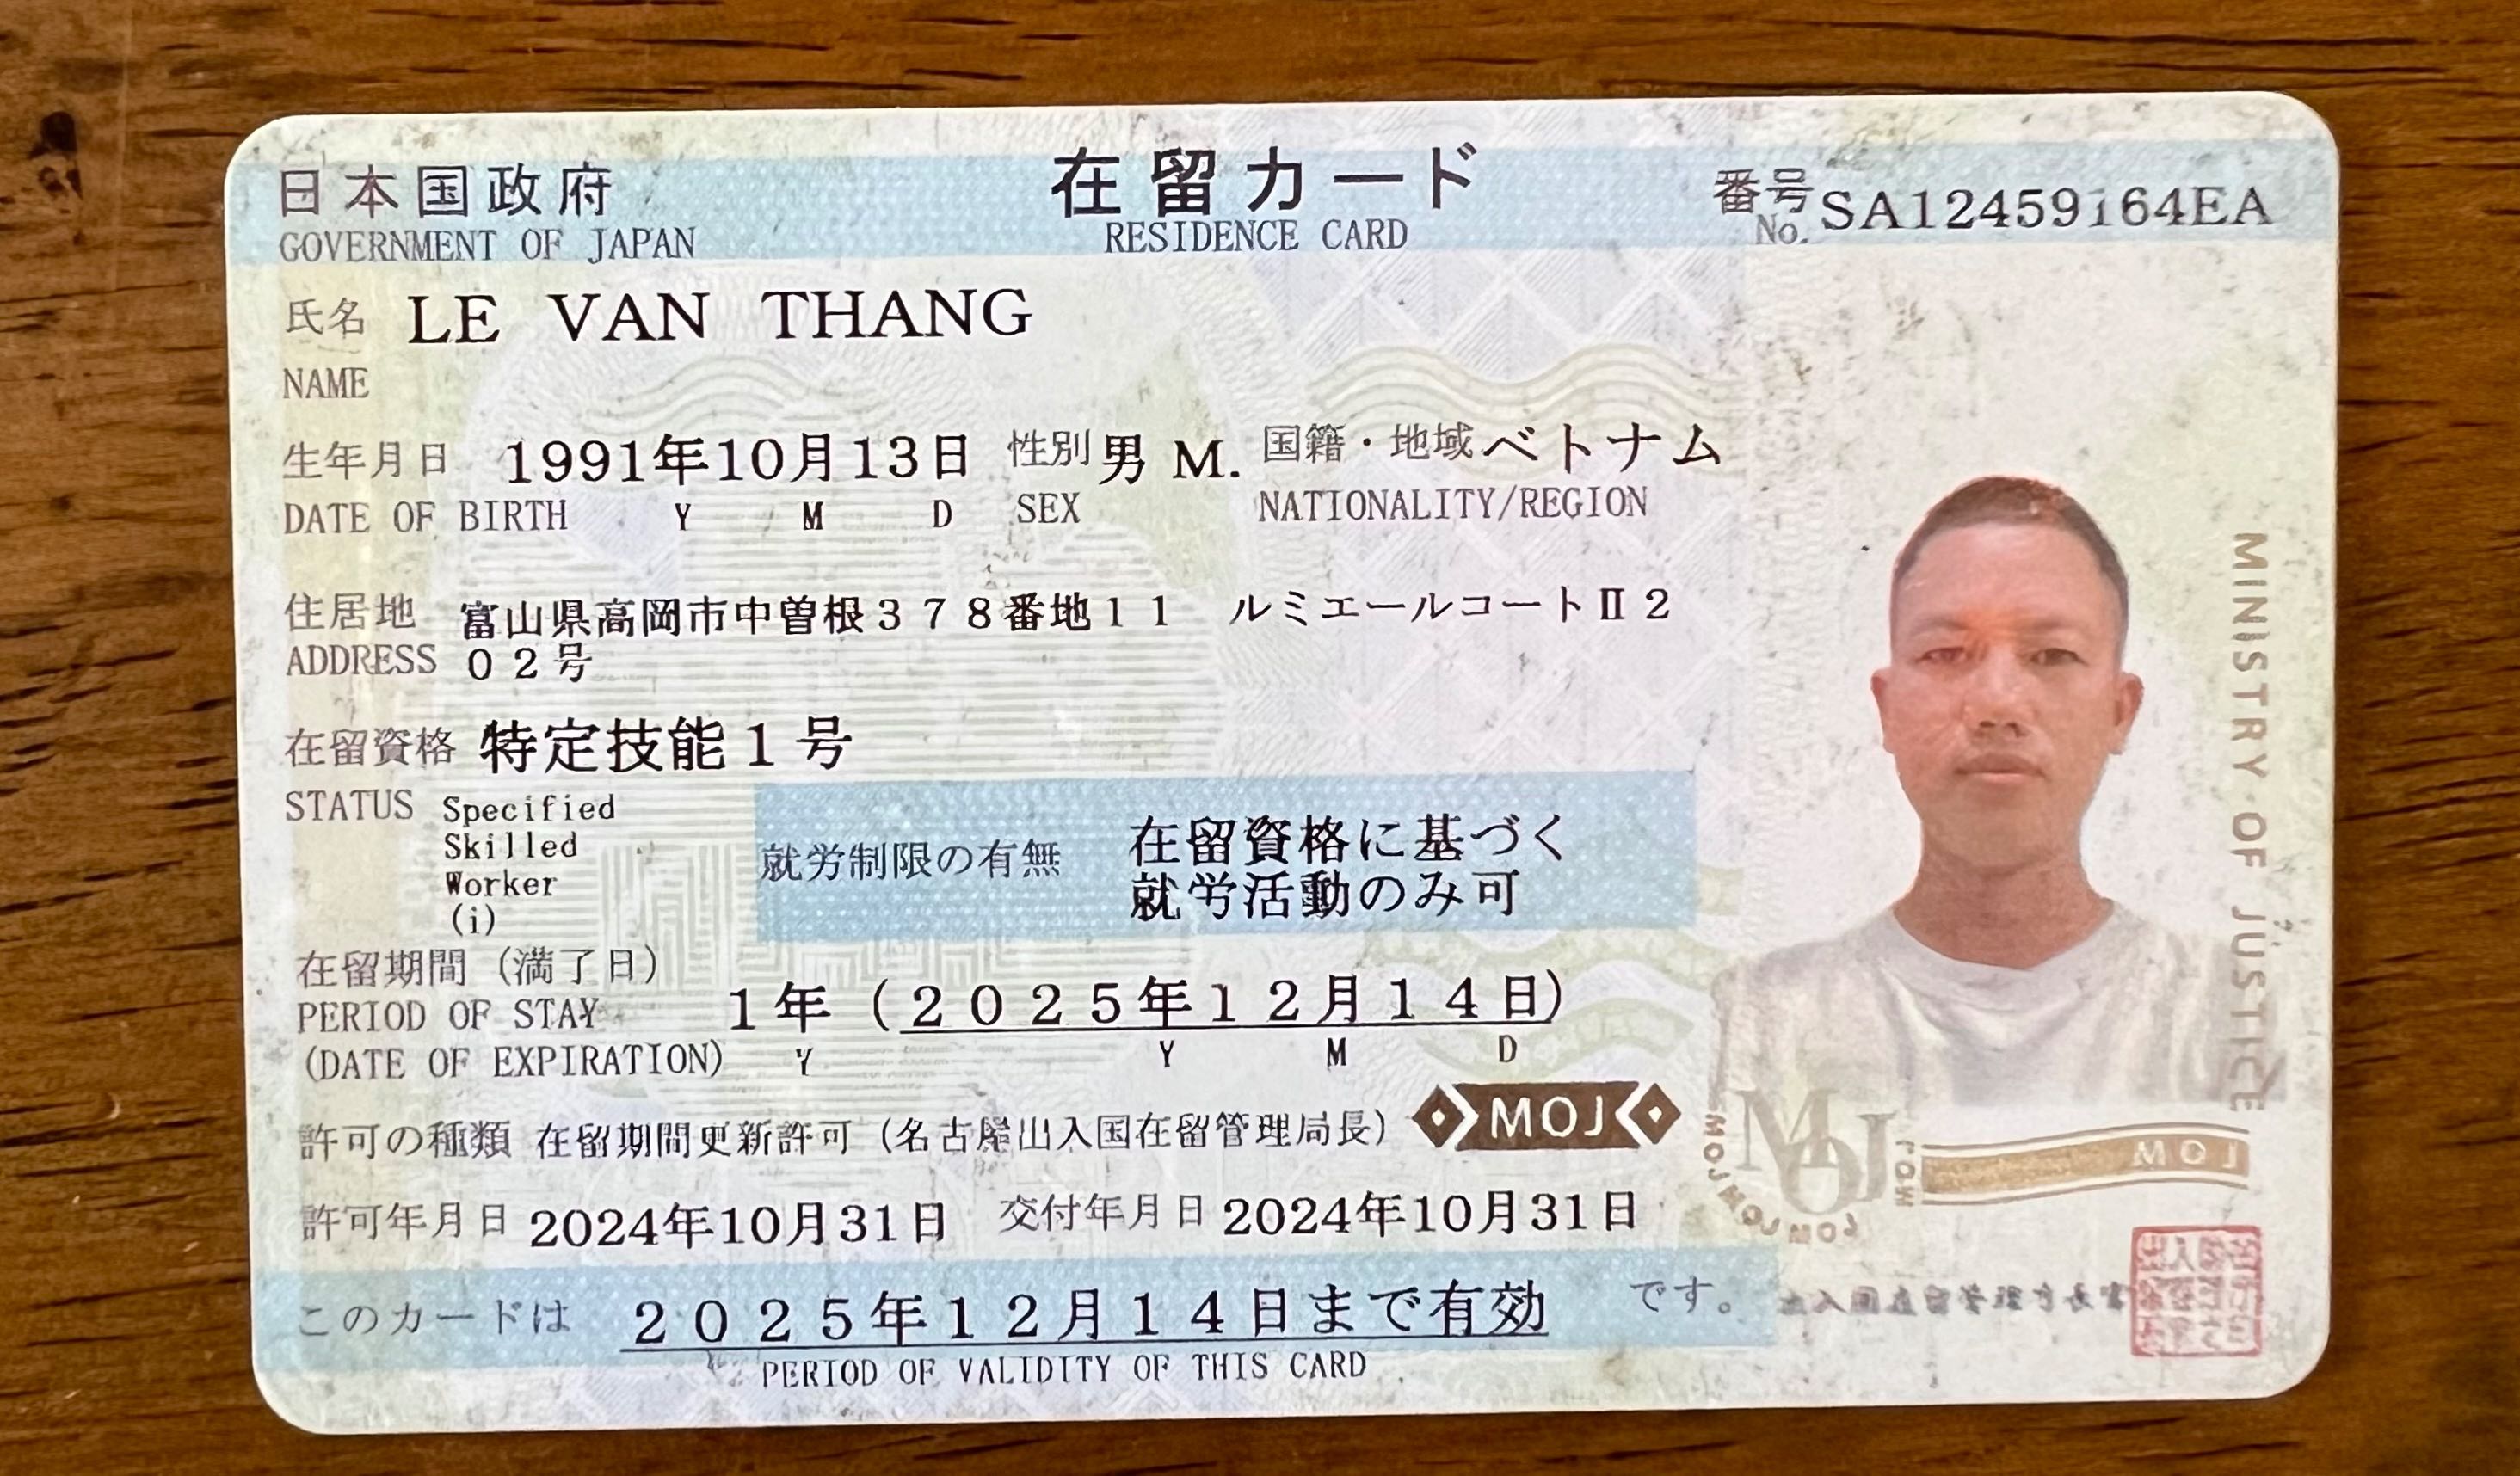 日本国政府
GOVERNMENT OF JAPAN
在留カード
RESIDENCE CARD
番号 No. SA12459164EA
氏名 LE VAN THANG
NAME
生年月日 1991年10月13日 性別 男 M. 国籍・地域 ベトナム
DATE OF BIRTH Y M D SEX NATIONALITY/REGION
住居地 富山県高岡市中曽根378番地11 ルミエールコートⅡ2
ADDRESS 02号
在留資格 特定技能1号
STATUS Specified
Skilled
Worker
(i)
就労制限の有無 在留資格に基づく
就労活動のみ可
在留期間 (満了日)
PERIOD OF STAY 1年 (2025年12月14日)
(DATE OF EXPIRATION) Y Y M D
許可の種類 在留期間更新許可 (名古屋出入国在留管理局長)
MOJ
許可年月日 2024年10月31日 交付年月日 2024年10月31日
このカードは 2025年12月14日まで有効 です。
PERIOD OF VALIDITY OF THIS CARD
出入国在留管理庁長官
MINISTRY OF JUSTICE
MOJ
MOJ